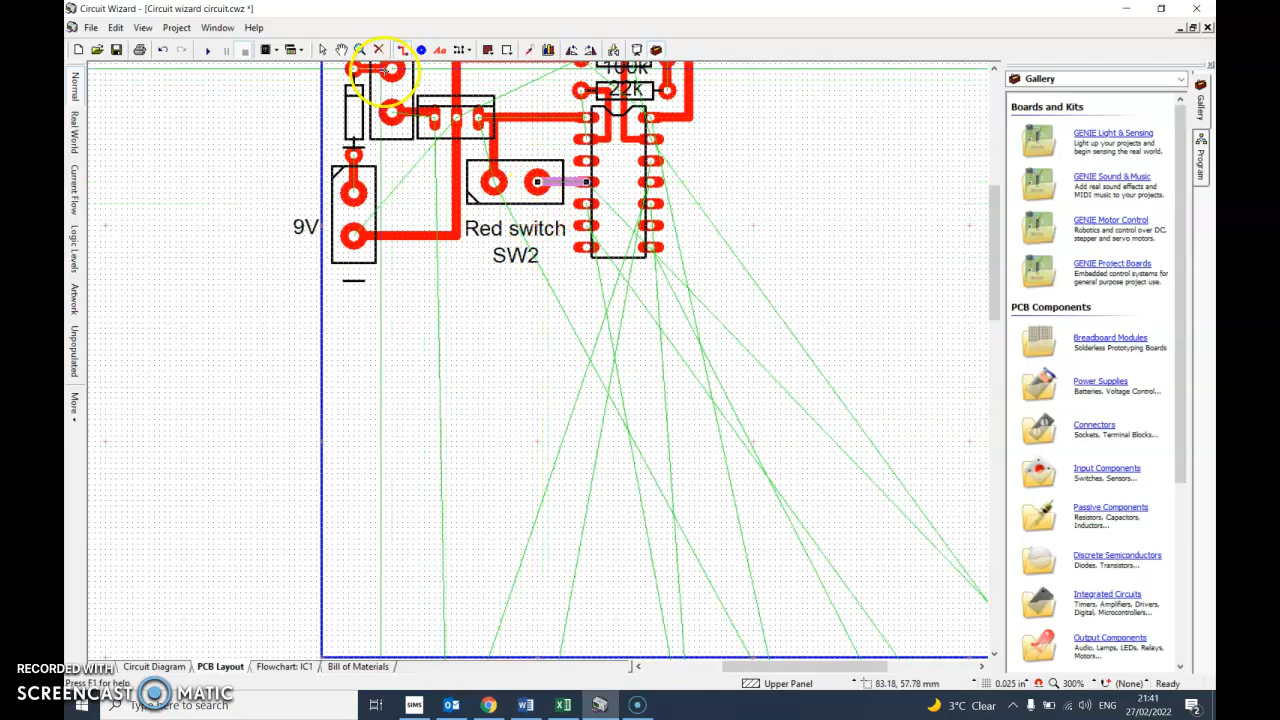 Circuit Wizard - [Circuit wizard circuit.cwz *]
File Edit View Project Window Help
Aa
Normal
Real World
Current Flow
Logic Levels
Artwork
Unpopulated
More
100k
22k
9V
Red switch
SW2
Gallery
Boards and Kits
GENIE Light & Sensing
Light up your projects and
begin sensing the real world.
GENIE Sound & Music
Add real sound effects and
MIDI music to your projects.
GENIE Motor Control
Robotics and control over DC,
stepper and servo motors.
GENIE Project Boards
Embedded control systems for
general purpose project use.
PCB Components
Breadboard Modules
Solderless Prototyping Boards
Power Supplies
Batteries, Voltage Control...
Connectors
Sockets, Terminal Blocks...
Input Components
Switches, Sensors...
Passive Components
Resistors, Capacitors,
Inductors...
Discrete Semiconductors
Diodes, Transistors...
Integrated Circuits
Timers, Amplifiers, Drivers,
Digital, Microcontrollers...
Output Components
Audio, Lamps, LEDs, Relays,
Motors...
Gallery
Program
Circuit Diagram PCB Layout Flowchart: IC1 Bill of Materials
Press F1 for help
Upper Panel 83.18, 57.78 mm 0.025 in 300% (None) Ready
RECORDED WITH
SCREENCAST MATIC
Type here to search
SIMS
3°C Clear
ENG
21:41
27/02/2022
2